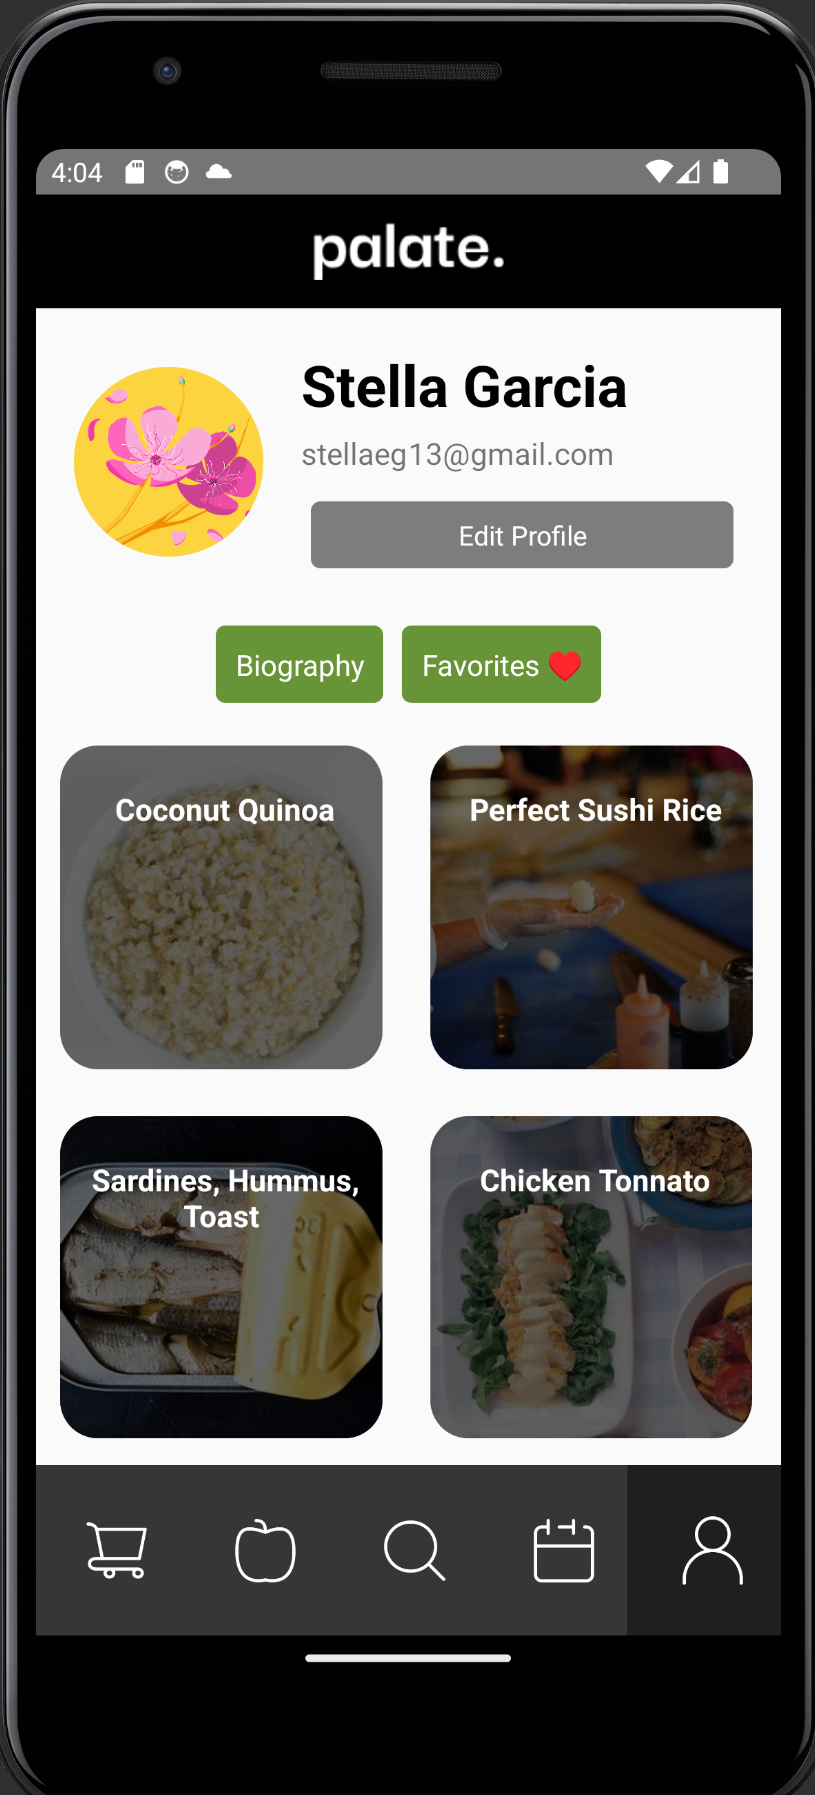 4:04
palate.
Stella Garcia
stellaeg13@gmail.com
Edit Profile
Biography
Favorites ❤️
Coconut Quinoa
Perfect Sushi Rice
Sardines, Hummus,
Toast
Chicken Tonnato